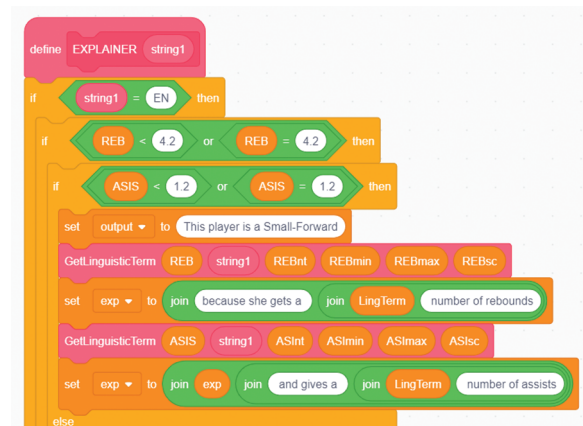 define EXPLAINER string1
if string1 = EN then
if REB < 4.2 or REB = 4.2 then
if ASIS < 1.2 or ASIS = 1.2 then
set output to This player is a Small-Forward
GetLinguisticTerm REB string1 REBnt REBmin REBmax REBsc
set exp to join because she gets a join LingTerm number of rebounds
GetLinguisticTerm ASIS string1 ASInt ASImin ASImax ASIsc
set exp to join exp join and gives a join LingTerm number of assists
else